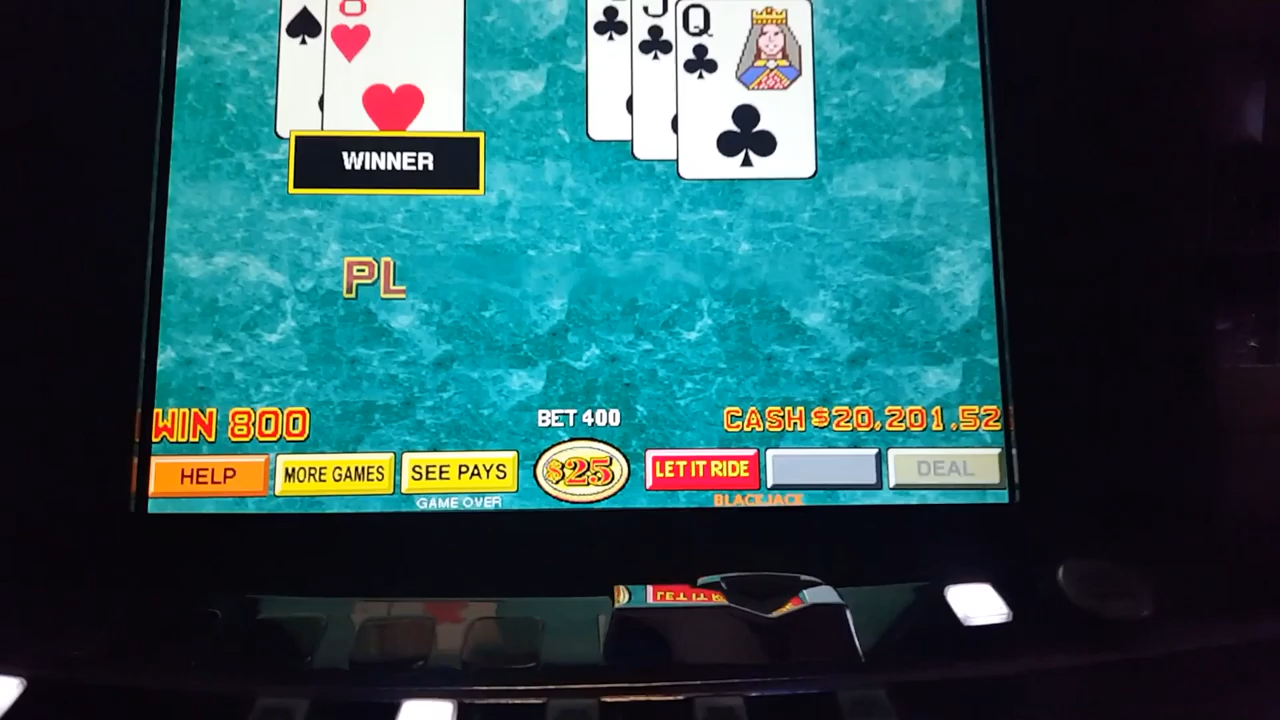 8
J
Q
WINNER
PL
WIN 800
BET 400
CASH $20,201.52
HELP
MORE GAMES
SEE PAYS
$25
LET IT RIDE
DEAL
GAME OVER
BLACKJACK